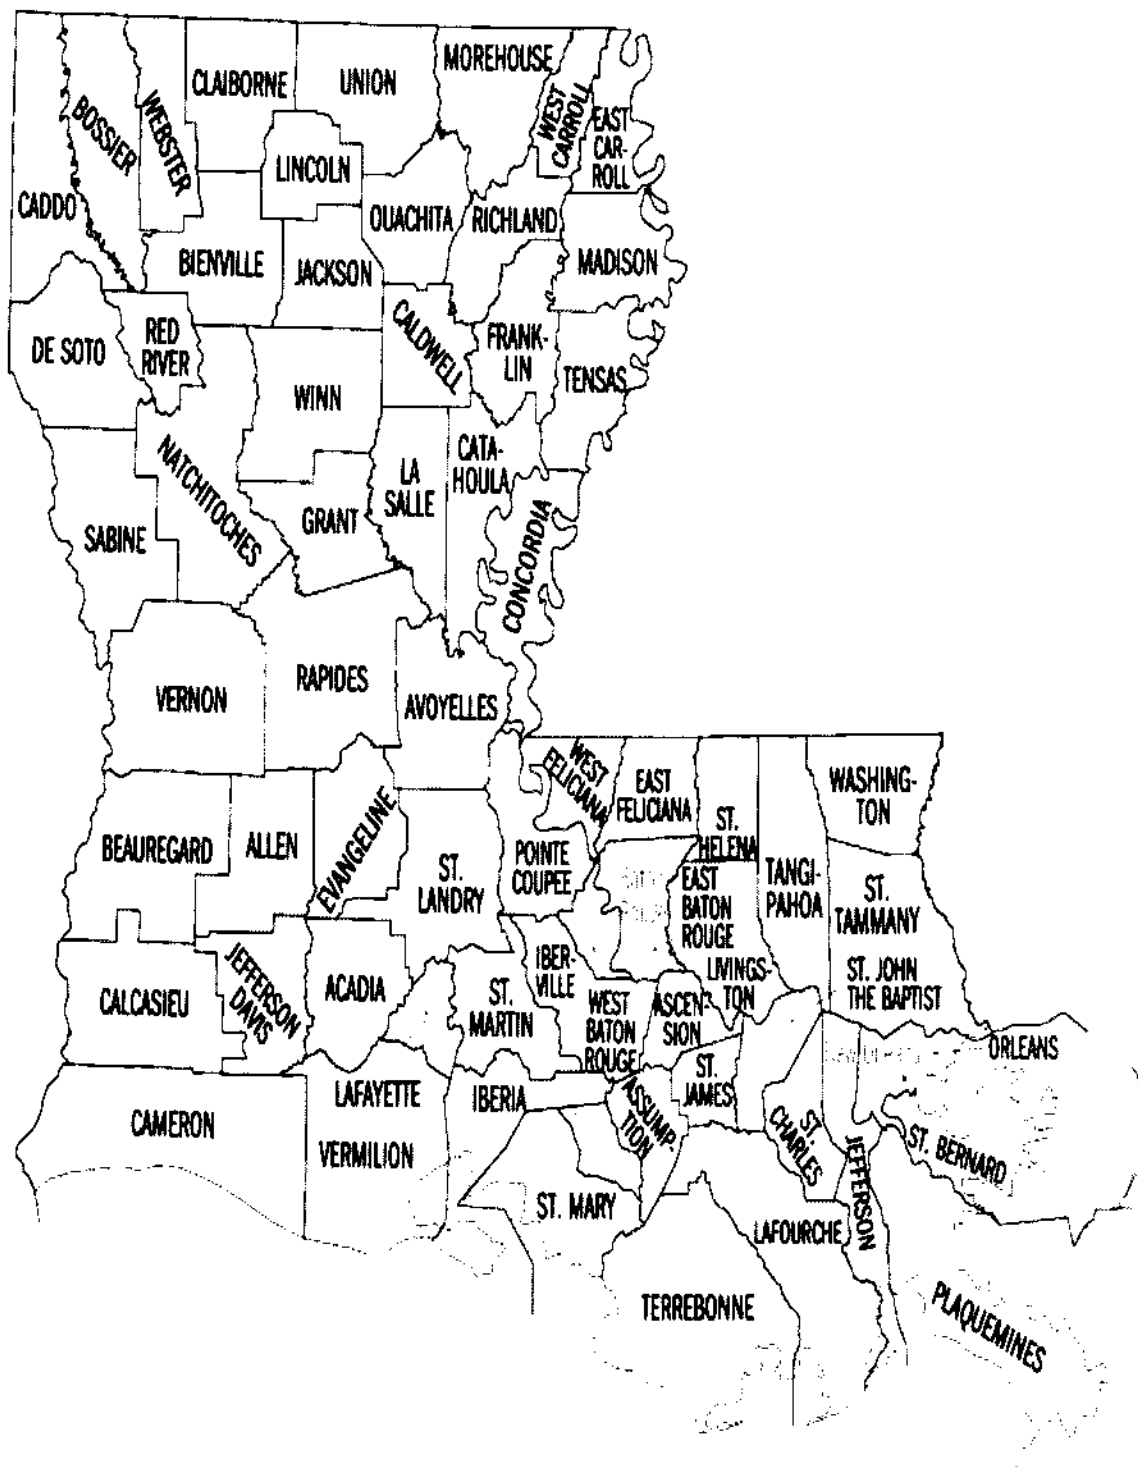 MOREHOUSE
CLAIBORNE
UNION
WEST
CARROLL
BOSSIER
WEBSTER
EAST
CAR-
ROLL
LINCOLN
CADDO
OUACHITA
RICHLAND
BIENVILLE
JACKSON
MADISON
DE SOTO
RED
RIVER
CALDWELL
FRANK-
LIN
TENSAS
WINN
NATCHITOCHES
LA
SALLE
CATA-
HOULA
SABINE
GRANT
CONCORDIA
VERNON
RAPIDES
AVOYELLES
WEST
FELICIANA
EAST
FELICIANA
WASHING-
TON
BEAUREGARD
ALLEN
EVANGELINE
ST.
LANDRY
POINTE
COUPEE
ST.
HELENA
EAST
BATON
ROUGE
TANGI-
PAHOA
ST.
TAMMANY
CALCASIEU
JEFFERSON
DAVIS
ACADIA
ST.
MARTIN
IBER-
VILLE
WEST
BATON
ROUGE
ASCEN-
SION
LIVINGS-
TON
ST. JOHN
THE BAPTIST
ORLEANS
CAMERON
LAFAYETTE
VERMILION
IBERIA
ASSUMP-
TION
ST.
JAMES
ST.
CHARLES
JEFFERSON
ST. BERNARD
ST. MARY
LAFOURCHE
TERREBONNE
PLAQUEMINES